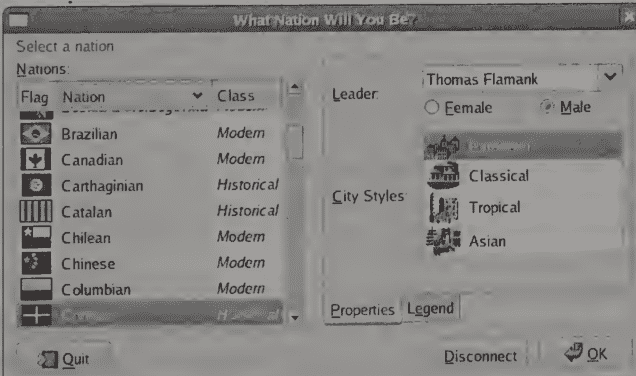 What Nation Will You Be?
Select a nation
Nations:
Flag Nation Class
Brazilian Modern
Canadian Modern
Carthaginian Historical
Catalan Historical
Chilean Modern
Chinese Modern
Columbian Modern
Quit
Leader:
Thomas Flamank
Female Male
City Styles:
Classical
Tropical
Asian
Properties Legend
Disconnect OK